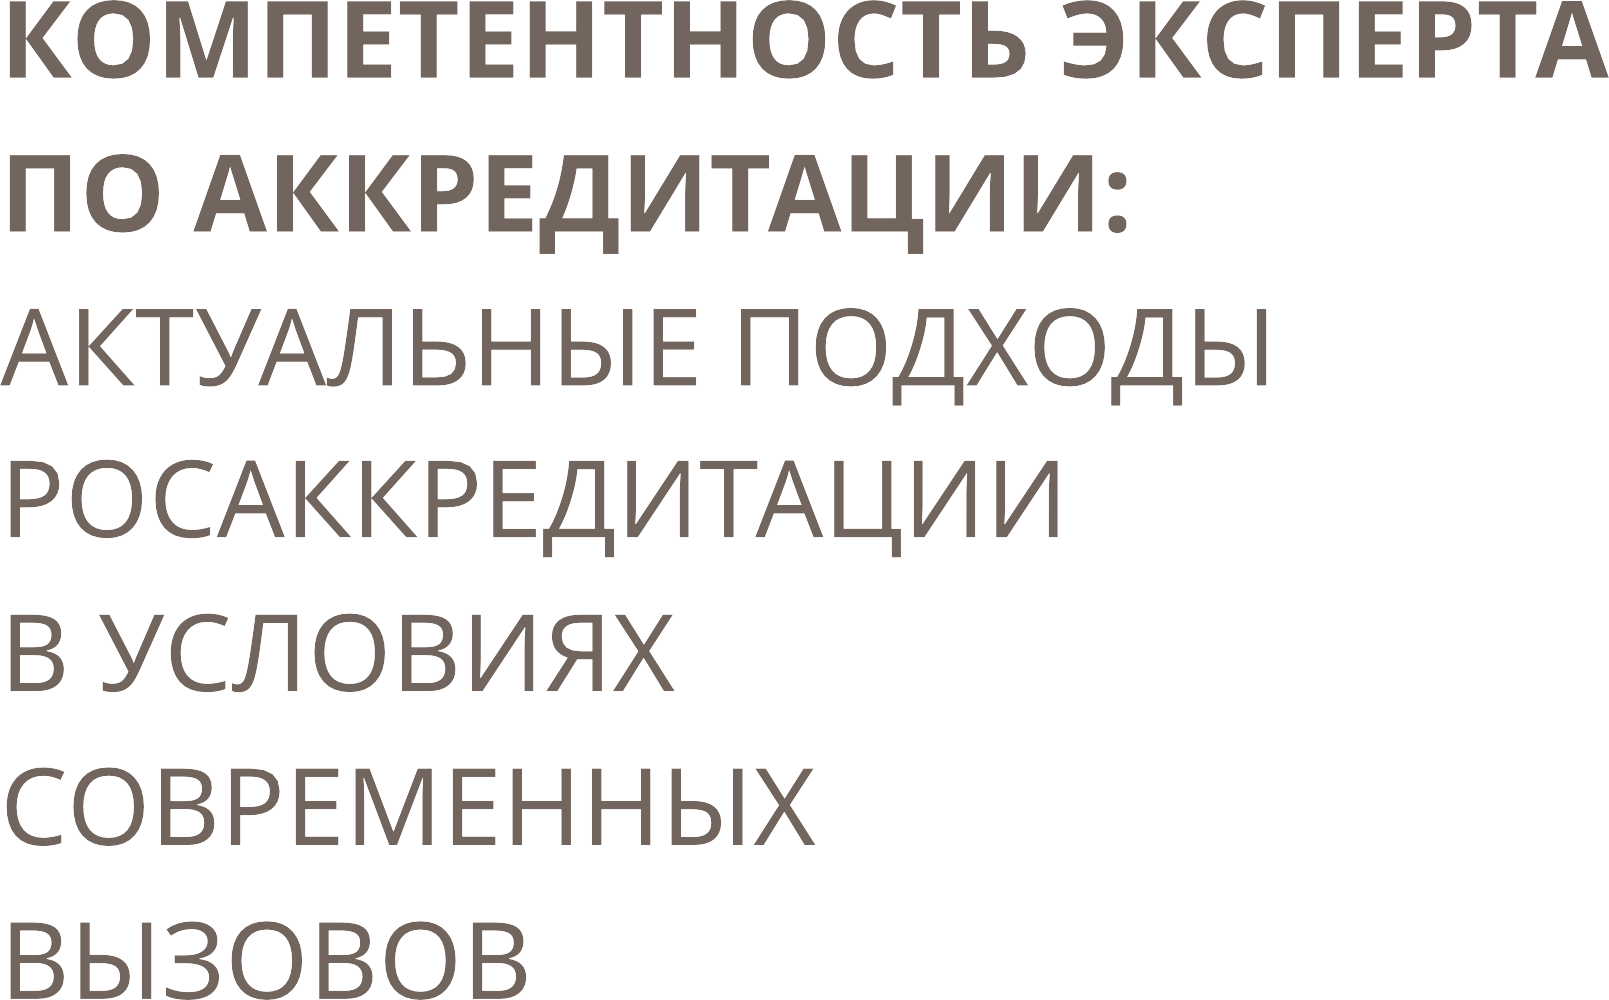 КОМПЕТЕНТНОСТЬ ЭКСПЕРТА
ПО АККРЕДИТАЦИИ:
АКТУАЛЬНЫЕ ПОДХОДЫ
РОСАККРЕДИТАЦИИ
В УСЛОВИЯХ
СОВРЕМЕННЫХ
ВЫЗОВОВ